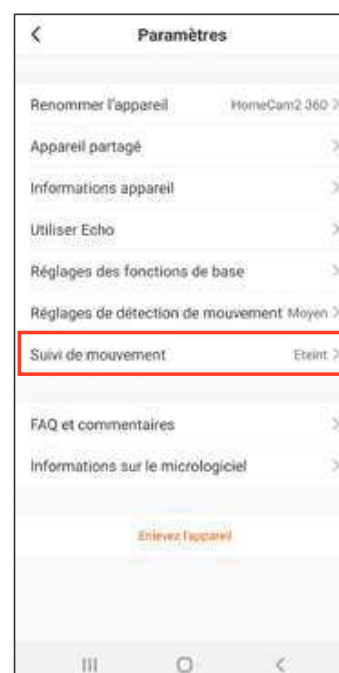 Paramètres
Renommer l'appareil HomeCam2 360
Appareil partagé
Informations appareil
Utiliser Echo
Réglages des fonctions de base
Réglages de détection de mouvement Moyen
Suivi de mouvement Eteint
FAQ et commentaires
Informations sur le micrologiciel
Enlevez l'appareil